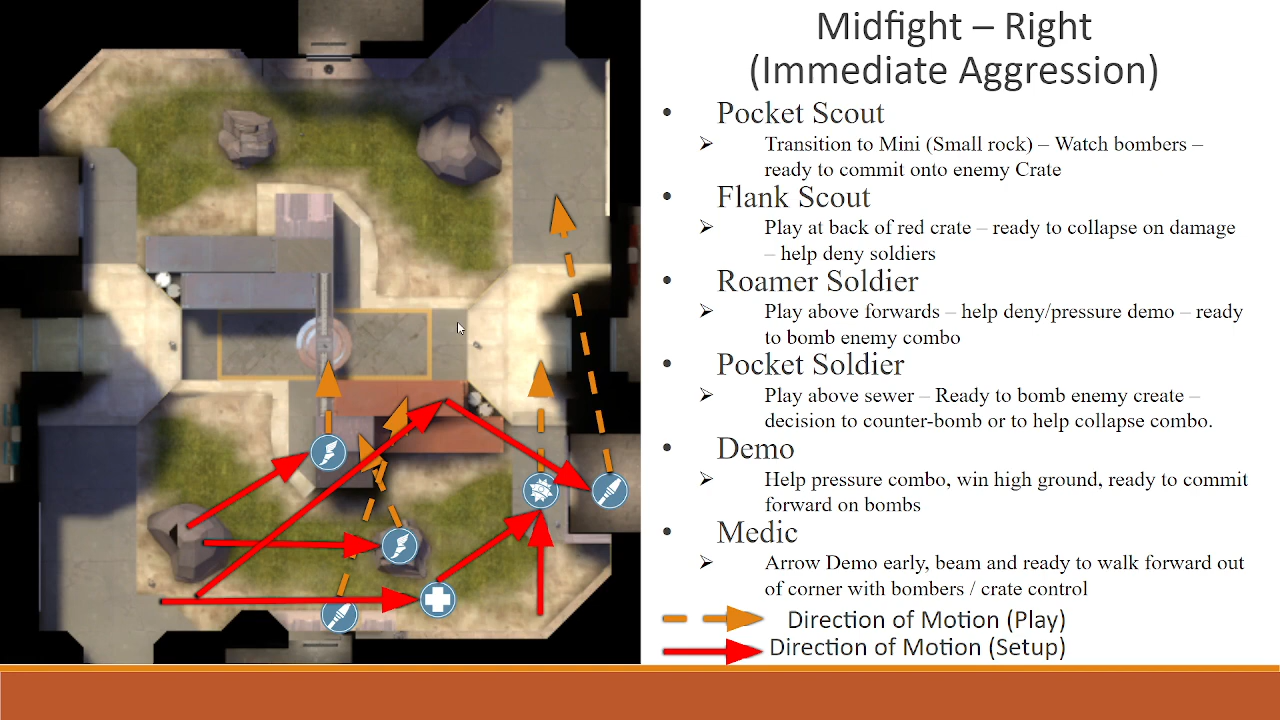 Midfight – Right
(Immediate Aggression)
• Pocket Scout
➢ Transition to Mini (Small rock) – Watch bombers –
ready to commit onto enemy Crate
• Flank Scout
➢ Play at back of red crate – ready to collapse on damage
– help deny soldiers
• Roamer Soldier
➢ Play above forwards – help deny/pressure demo – ready
to bomb enemy combo
• Pocket Soldier
➢ Play above sewer – Ready to bomb enemy create –
decision to counter-bomb or to help collapse combo.
• Demo
➢ Help pressure combo, win high ground, ready to commit
forward on bombs
• Medic
➢ Arrow Demo early, beam and ready to walk forward out
of corner with bombers / crate control
Direction of Motion (Play)
Direction of Motion (Setup)